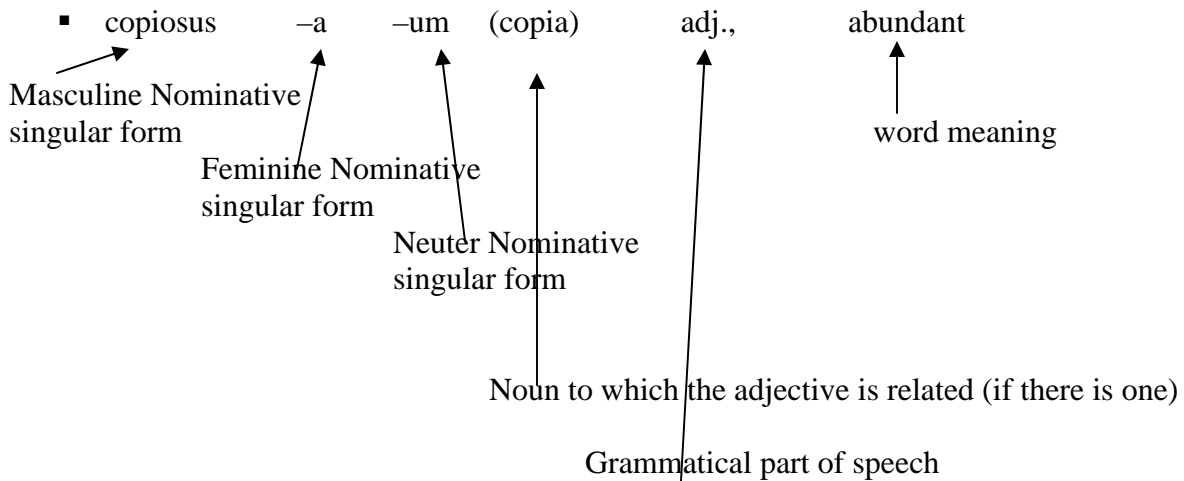 ▪ copiosus –a –um (copia) adj., abundant
Masculine Nominative
singular form
word meaning
Feminine Nominative
singular form
Neuter Nominative
singular form
Noun to which the adjective is related (if there is one)
Grammatical part of speech